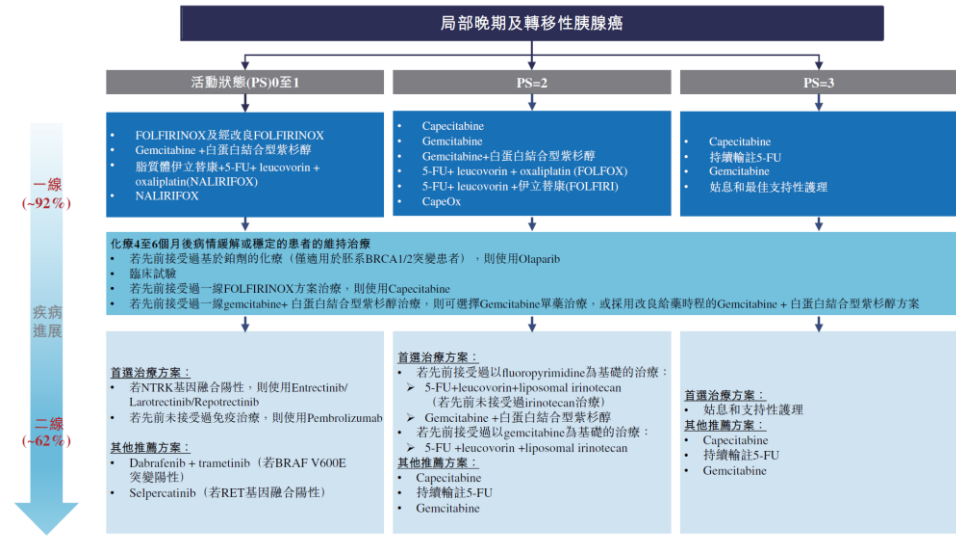 局部晚期及轉移性胰腺癌
活動狀態(PS)0至1
PS=2
PS=3
一線
(~92%)
• FOLFIRINOX及經改良FOLFIRINOX
• Gemcitabine +白蛋白結合型紫杉醇
• 脂質體伊立替康+5-FU+ leucovorin +
oxaliplatin(NALIRIFOX)
• NALIRIFOX
• Capecitabine
• Gemcitabine
• Gemcitabine+白蛋白結合型紫杉醇
• 5-FU+ leucovorin + oxaliplatin (FOLFOX)
• 5-FU+ leucovorin +伊立替康(FOLFIRI)
• CapeOx
• Capecitabine
• 持續輸註5-FU
• Gemcitabine
• 姑息和最佳支持性護理
疾病
進展
化療4至6個月後病情緩解或穩定的患者的維持治療
• 若先前接受過基於鉑劑的化療（僅適用於胚系BRCA1/2突變患者），則使用Olaparib
• 臨床試驗
• 若先前接受過一線FOLFIRINOX方案治療，則使用Capecitabine
• 若先前接受過一線gemcitabine+ 白蛋白結合型紫杉醇治療，則可選擇Gemcitabine單藥治療，或採用改良給藥時程的Gemcitabine + 白蛋白結合型紫杉醇方案
二線
(~62%)
首選治療方案：
• 若NTRK基因融合陽性，則使用Entrectinib/
Larotrectinib/Repotrectinib
• 若先前未接受過免疫治療，則使用Pembrolizumab
其他推薦方案：
• Dabrafenib + trametinib（若BRAF V600E
突變陽性）
• Selpercatinib（若RET基因融合陽性）
首選治療方案：
• 若先前接受過以fluoropyrimidine為基礎的治療：
➢ 5-FU+leucovorin+liposomal irinotecan
（若先前未接受過irinotecan治療）
➢ Gemcitabine +白蛋白結合型紫杉醇
• 若先前接受過以gemcitabine為基礎的治療：
➢ 5-FU +leucovorin +liposomal irinotecan
其他推薦方案：
• Capecitabine
• 持續輸註5-FU
• Gemcitabine
首選治療方案：
• 姑息和支持性護理
其他推薦方案：
• Capecitabine
• 持續輸註5-FU
• Gemcitabine